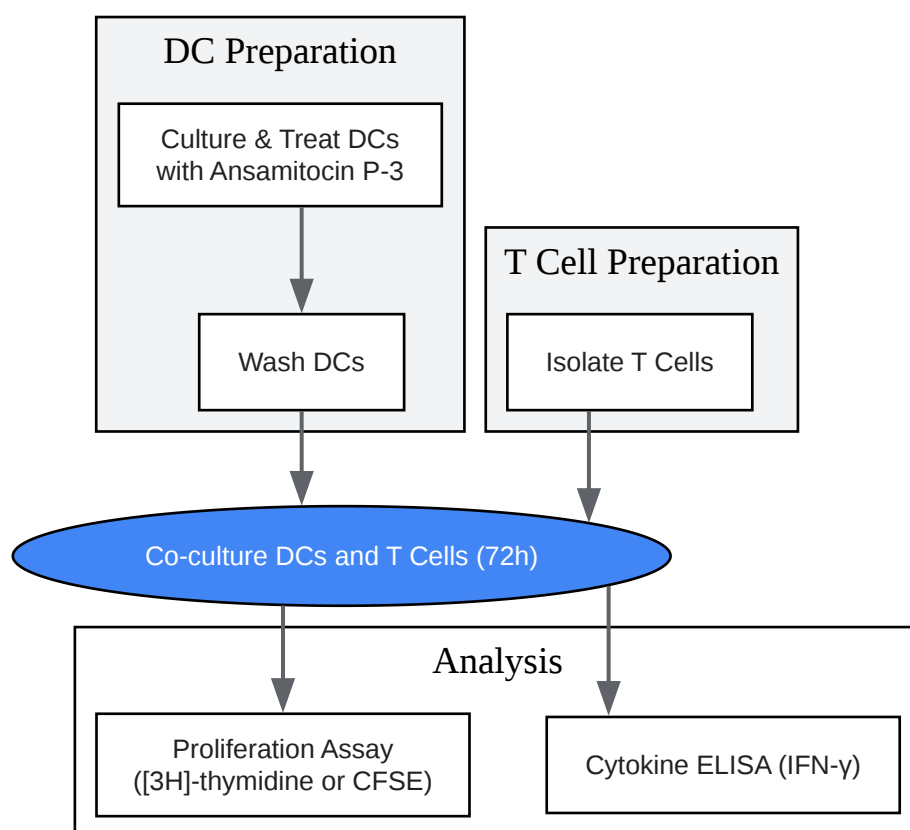 DC Preparation
Culture & Treat DCs
with Ansamitocin P-3
Wash DCs
T Cell Preparation
Isolate T Cells
Co-culture DCs and T Cells (72h)
Analysis
Proliferation Assay
([3H]-thymidine or CFSE)
Cytokine ELISA (IFN-γ)